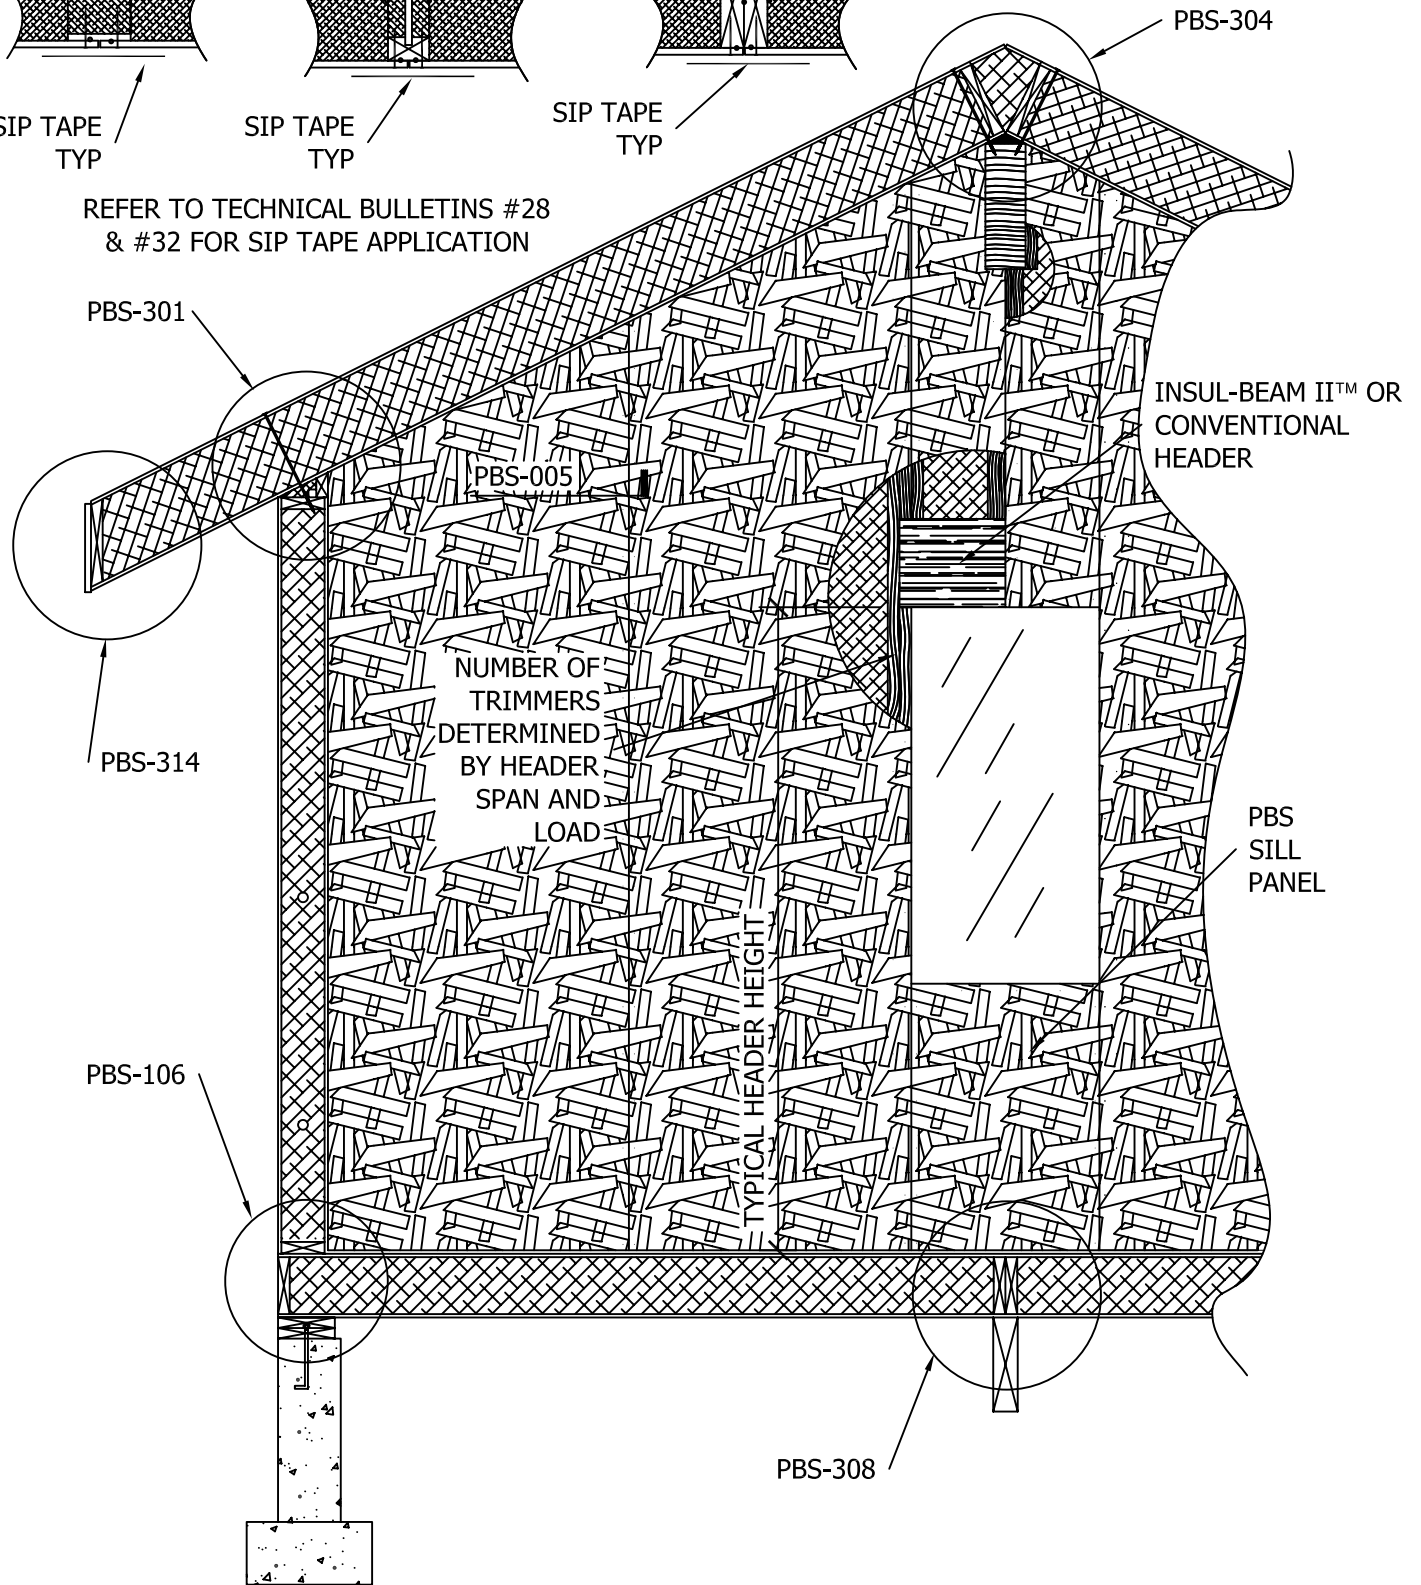 PBS-304
SIP TAPE
TYP
SIP TAPE
TYP
SIP TAPE
TYP
REFER TO TECHNICAL BULLETINS #28
& #32 FOR SIP TAPE APPLICATION
PBS-301
INSUL-BEAM II™ OR
CONVENTIONAL
HEADER
PBS-005
NUMBER OF
TRIMMERS
DETERMINED
BY HEADER
SPAN AND
LOAD
PBS-314
PBS
SILL
PANEL
TYPICAL HEADER HEIGHT
PBS-106
PBS-308